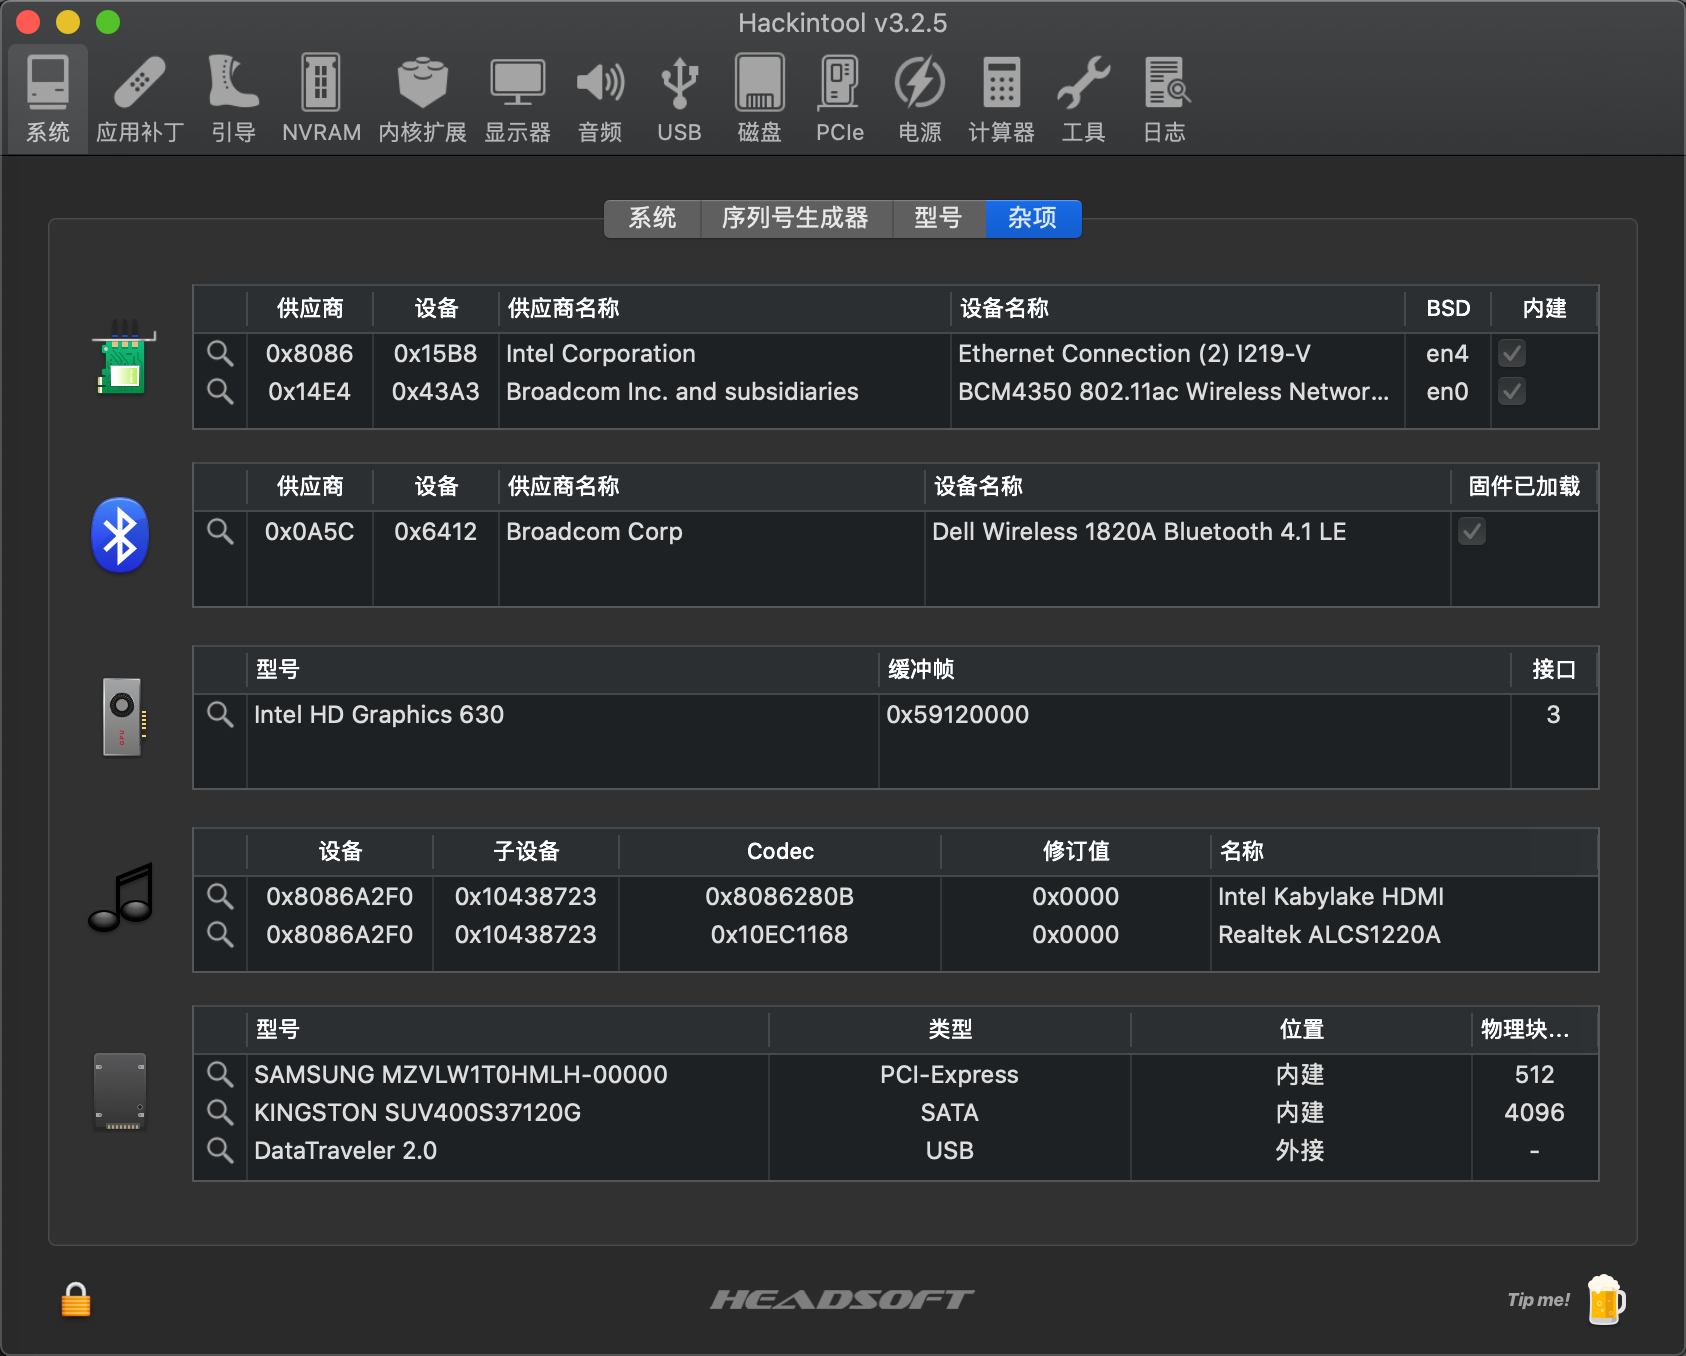 Hackintool v3.2.5
系统 应用补丁 引导 NVRAM 内核扩展 显示器 音频 USB 磁盘 PCIe 电源 计算器 工具 日志
系统 序列号生成器 型号 杂项
供应商 设备 供应商名称 设备名称 BSD 内建
0x8086 0x15B8 Intel Corporation Ethernet Connection (2) I219-V en4
0x14E4 0x43A3 Broadcom Inc. and subsidiaries BCM4350 802.11ac Wireless Networ... en0
供应商 设备 供应商名称 设备名称 固件已加载
0x0A5C 0x6412 Broadcom Corp Dell Wireless 1820A Bluetooth 4.1 LE
型号 缓冲帧 接口
Intel HD Graphics 630 0x59120000 3
GPU
设备 子设备 Codec 修订值 名称
0x8086A2F0 0x10438723 0x8086280B 0x0000 Intel Kabylake HDMI
0x8086A2F0 0x10438723 0x10EC1168 0x0000 Realtek ALCS1220A
型号 类型 位置 物理块...
SAMSUNG MZVLW1T0HMLH-00000 PCI-Express 内建 512
KINGSTON SUV400S37120G SATA 内建 4096
DataTraveler 2.0 USB 外接 -
HEADSOFT
Tip me!